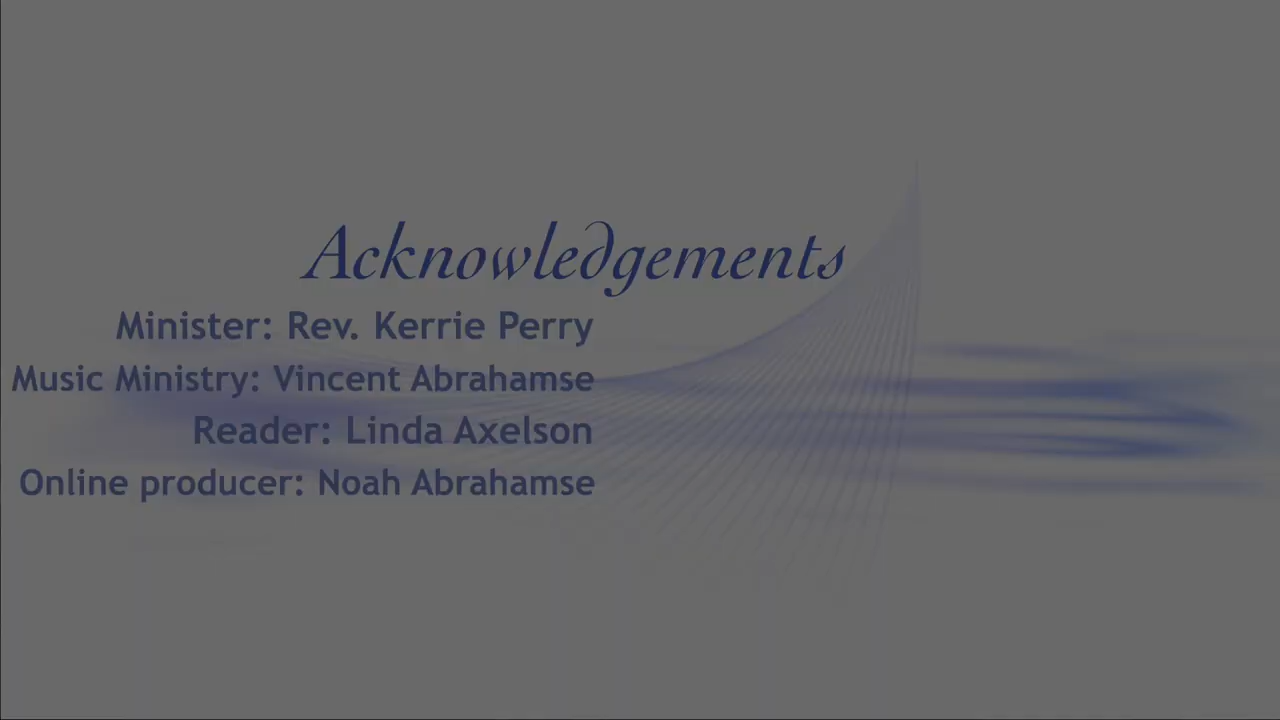 Acknowledgements
Minister: Rev. Kerrie Perry
Music Ministry: Vincent Abrahamse
Reader: Linda Axelson
Online producer: Noah Abrahamse